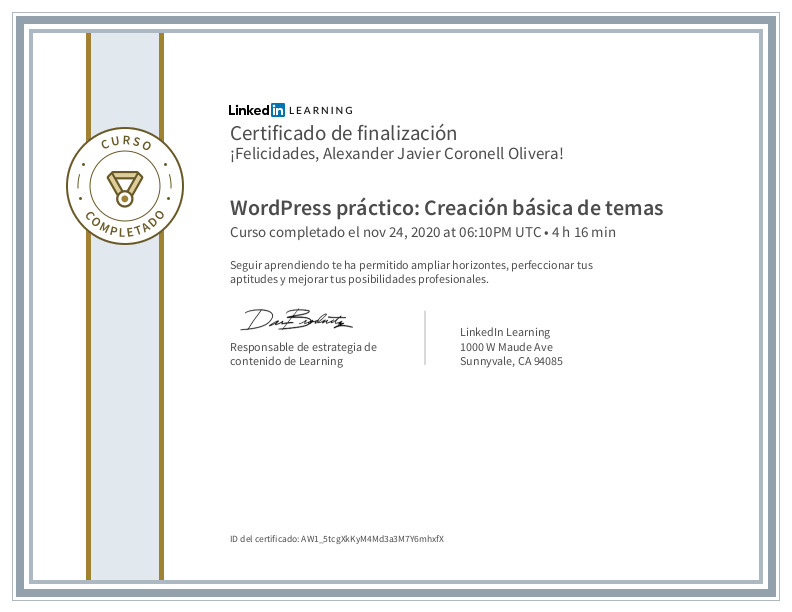 Linked in LEARNING
Certificado de finalización
¡Felicidades, Alexander Javier Coronell Olivera!
CURSO
COMPLETADO
WordPress práctico: Creación básica de temas
Curso completado el nov 24, 2020 at 06:10PM UTC • 4 h 16 min
Seguir aprendiendo te ha permitido ampliar horizontes, perfeccionar tus
aptitudes y mejorar tus posibilidades profesionales.
Responsable de estrategia de
contenido de Learning
LinkedIn Learning
1000 W Maude Ave
Sunnyvale, CA 94085
ID del certificado: AW1_5tcgXkKyM4Md3a3M7Y6mhxfX